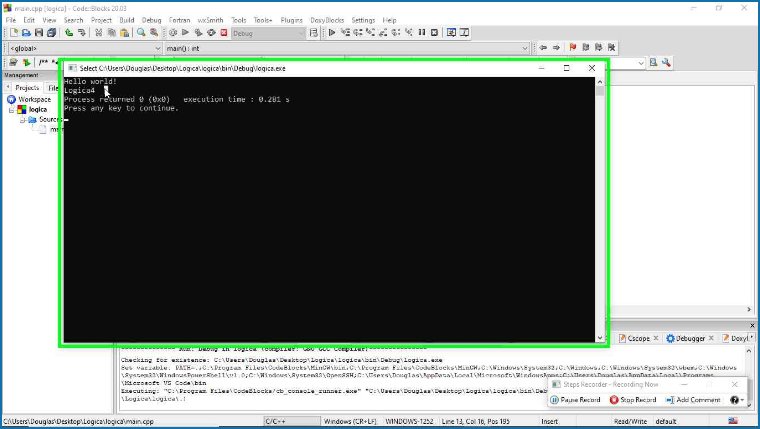 main.cpp [logica] - Code::Blocks 20.03
File Edit View Search Project Build Debug Fortran wxSmith Tools Tools+ Plugins DoxyBlocks Settings Help
Debug
<global> main() : int
/** *
Management
Projects File
Workspace
logica
Sources
main
Select C:\Users\Douglas\Desktop\Logica\logica\bin\Debug\logica.exe
Hello world!
Logica4
Process returned 0 (0x0) execution time : 0.281 s
Press any key to continue.
Cscope Debugger DoxyBl
Run: Debug in logica (compiler: GNU GCC Compiler)
Checking for existence: C:\Users\Douglas\Desktop\Logica\logica\bin\Debug\logica.exe
Set variable: PATH=.;C:\Program Files\CodeBlocks\MinGW\bin;C:\Program Files\CodeBlocks\MinGW;C:\Windows\System32;C:\Windows;C:\Windows\System32\wbem;C:\Windows
\System32\WindowsPowerShell\v1.0;C:\Windows\System32\OpenSSH;C:\Users\Douglas\AppData\Local\Microsoft\WindowsApps;C:\Users\Douglas\AppData\Local\Programs
\Microsoft VS Code\bin
Executing: "C:\Program Files\CodeBlocks/cb_console_runner.exe" "C:\Users\Douglas\Desktop\Logica\logica\bin\Debug
\logica\.)
Steps Recorder - Recording Now
Pause Record Stop Record Add Comment
C:\Users\Douglas\Desktop\Logica\logica\main.cpp C/C++ Windows (CR+LF) WINDOWS-1252 Line 13, Col 16, Pos 195 Read/Write default